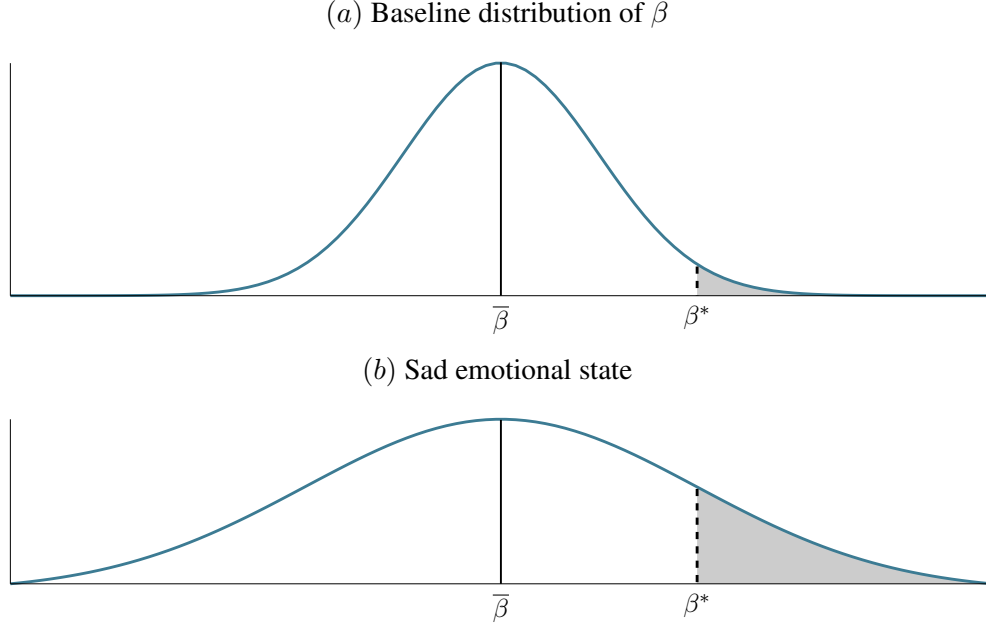 (a) Baseline distribution of β
β̅
β*
(b) Sad emotional state
β̅
β*